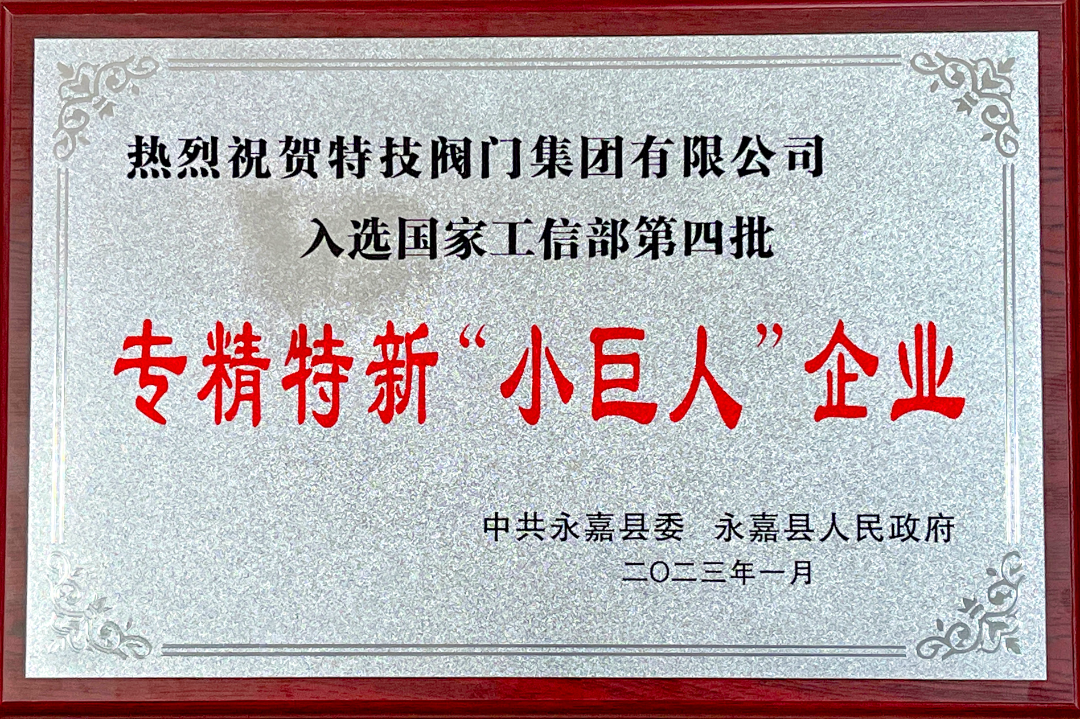 热烈祝贺特技阀门集团有限公司
入选国家工信部第四批
专精特新“小巨人”企业
中共永嘉县委 永嘉县人民政府
二〇二三年一月